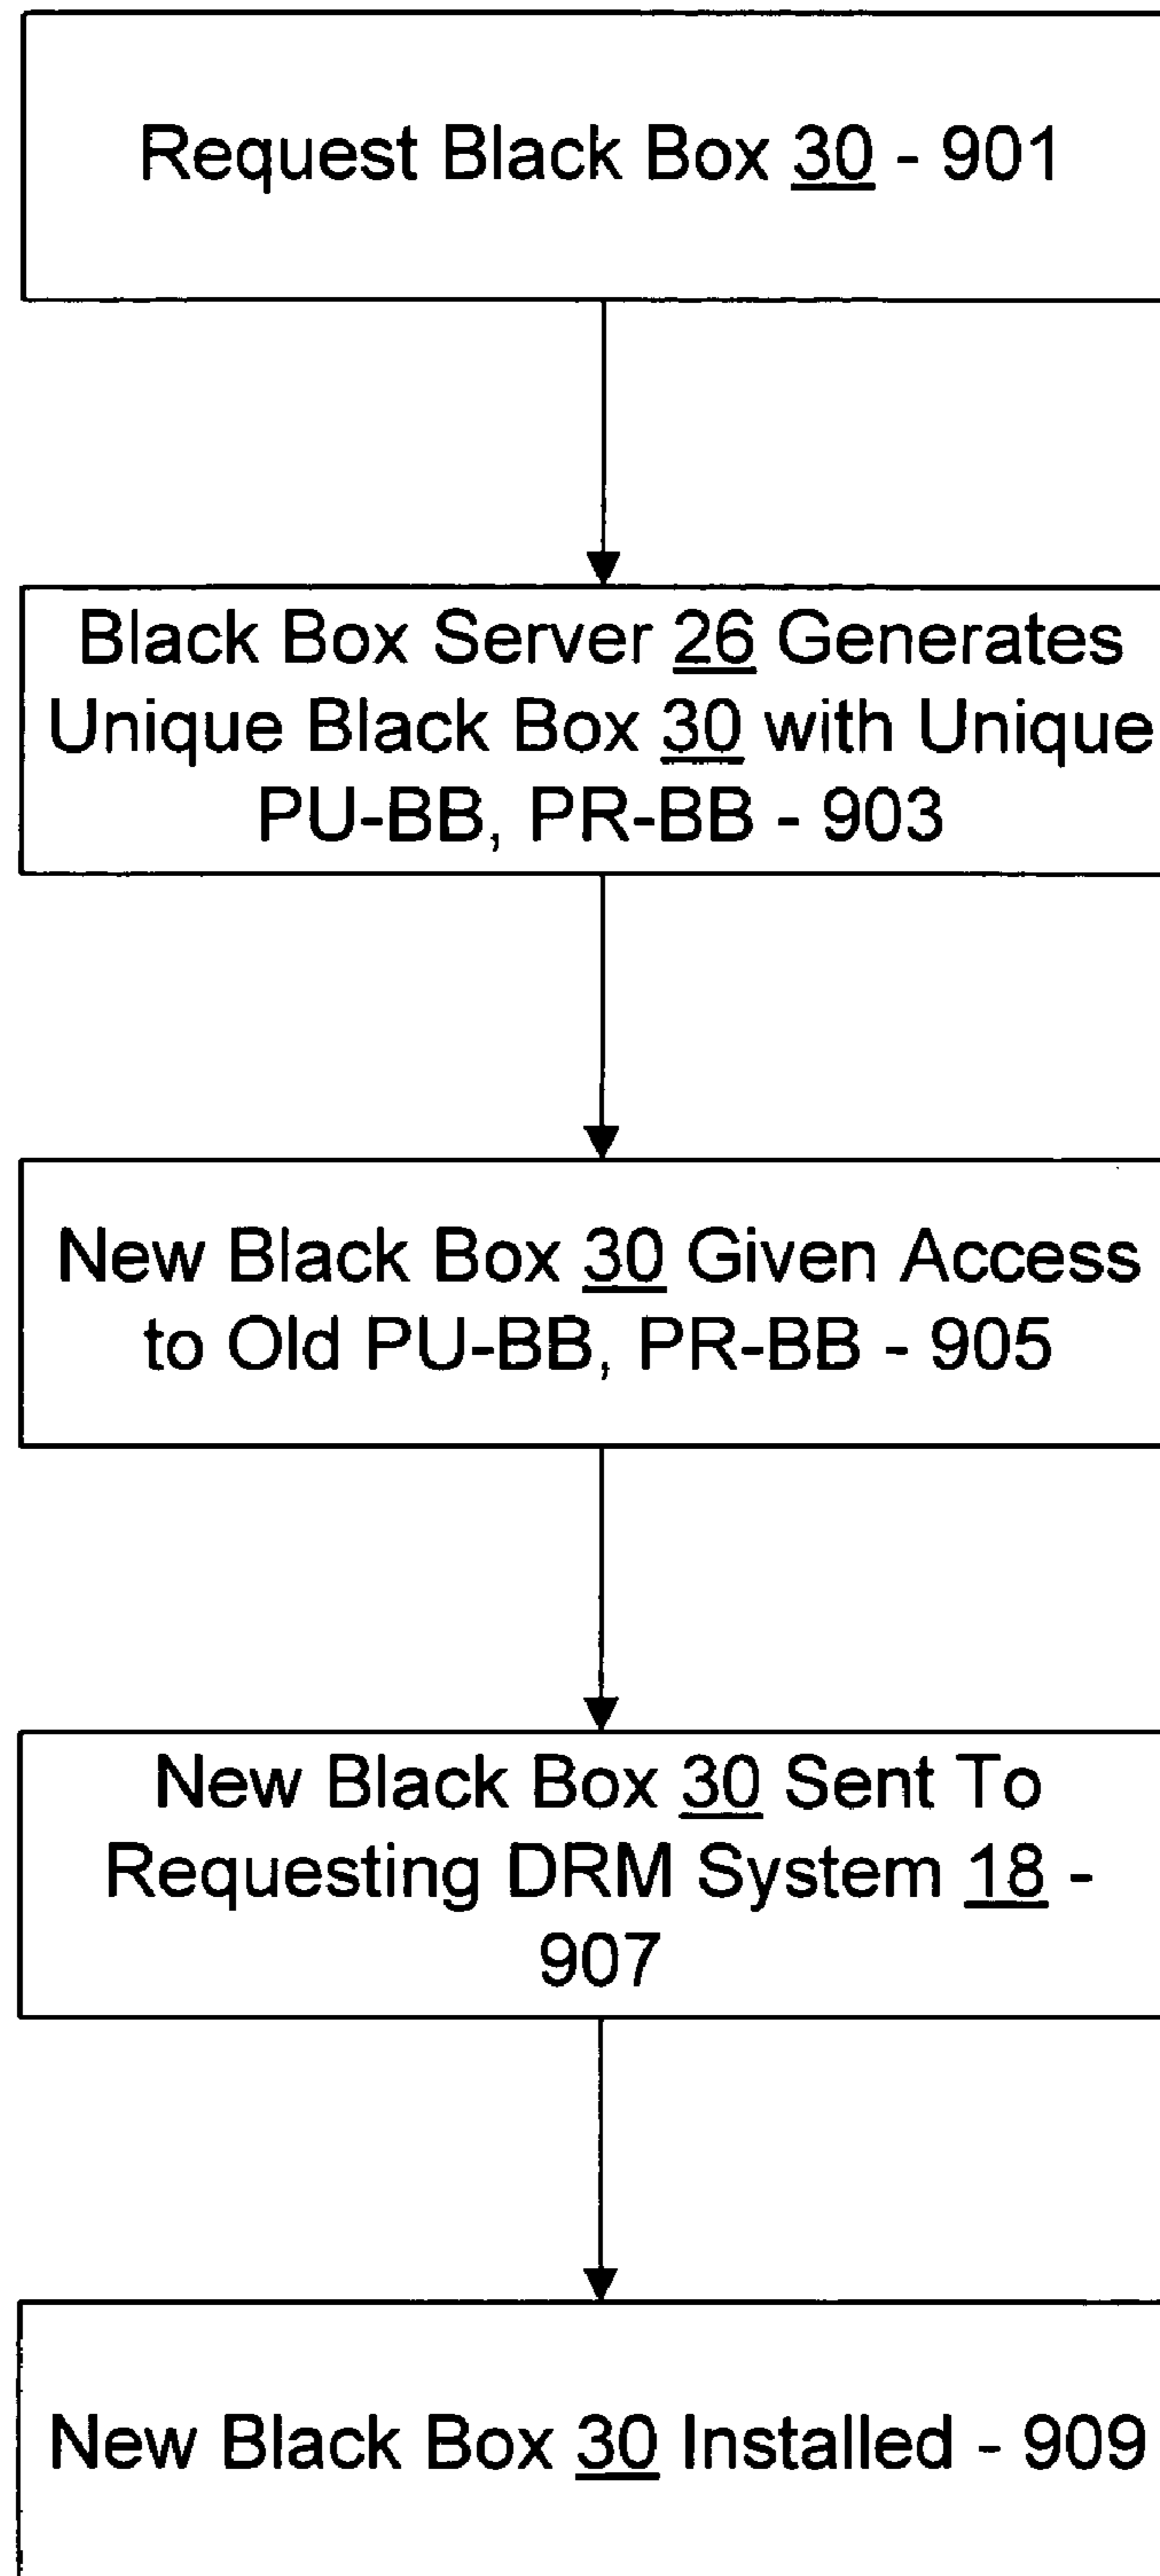 Request Black Box 30 - 901
Black Box Server 26 Generates
Unique Black Box 30 with Unique
PU-BB, PR-BB - 903
New Black Box 30 Given Access
to Old PU-BB, PR-BB - 905
New Black Box 30 Sent To
Requesting DRM System 18 -
907
New Black Box 30 Installed - 909